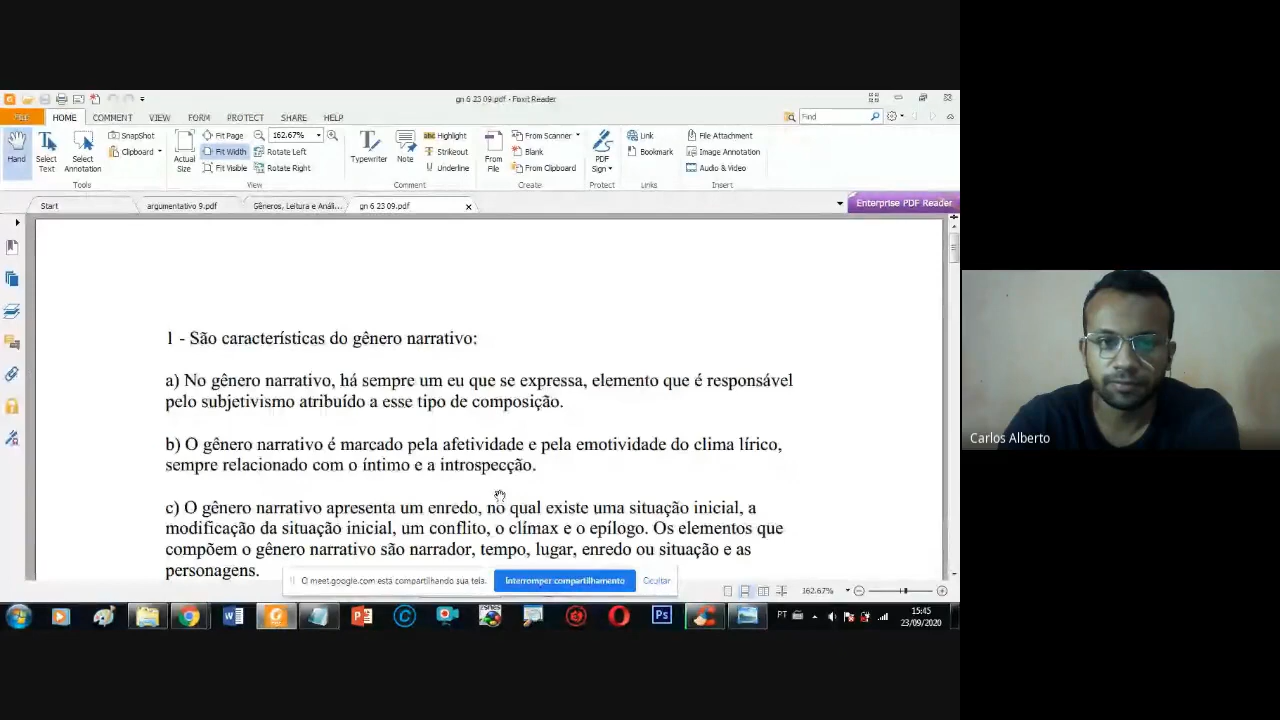 gn 6 23 09.pdf - Foxit Reader
FILE HOME COMMENT VIEW FORM PROTECT SHARE HELP Find
Hand
Select Text
Select Annotation
SnapShot
Clipboard
Tools
Actual Size
Fit Page
Fit Width
Fit Visible
162.67%
Rotate Left
Rotate Right
View
Typewriter
Note
Highlight
Strikeout
Underline
Comment
From File
From Scanner
Blank
From Clipboard
Create
PDF Sign
Protect
Link
Bookmark
Links
File Attachment
Image Annotation
Audio & Video
Insert
Start argumentativo 9.pdf Gêneros, Leitura e Análi... gn 6 23 09.pdf Enterprise PDF Reader
1 - São características do gênero narrativo:
a) No gênero narrativo, há sempre um eu que se expressa, elemento que é responsável
pelo subjetivismo atribuído a esse tipo de composição.
b) O gênero narrativo é marcado pela afetividade e pela emotividade do clima lírico,
sempre relacionado com o íntimo e a introspecção.
c) O gênero narrativo apresenta um enredo, no qual existe uma situação inicial, a
modificação da situação inicial, um conflito, o clímax e o epílogo. Os elementos que
compõem o gênero narrativo são narrador, tempo, lugar, enredo ou situação e as
personagens.
O meet.google.com esta compartilhando sua tela. Interromper compartilhamento Ocultar
162.67%
PT
15:45
23/09/2020
Ps
Carlos Alberto